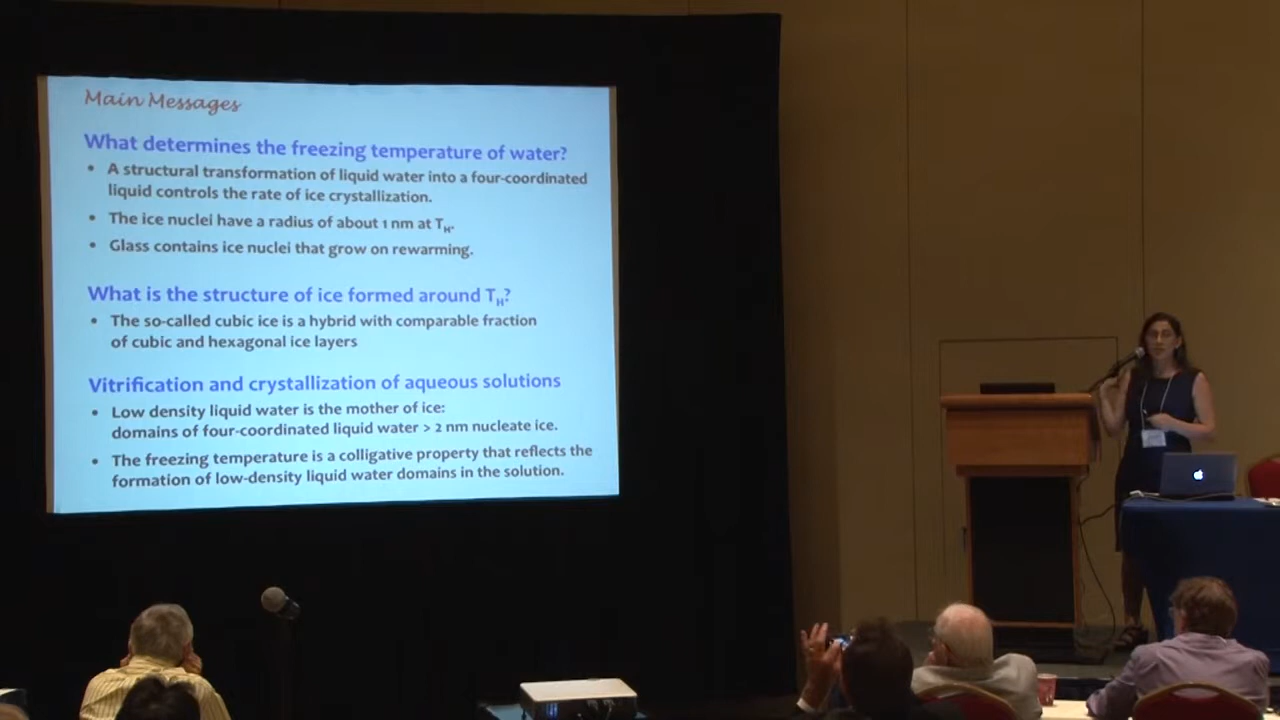 Main Messages
What determines the freezing temperature of water?
• A structural transformation of liquid water into a four-coordinated
liquid controls the rate of ice crystallization.
• The ice nuclei have a radius of about 1 nm at TH.
• Glass contains ice nuclei that grow on rewarming.
What is the structure of ice formed around TH?
• The so-called cubic ice is a hybrid with comparable fraction
of cubic and hexagonal ice layers
Vitrification and crystallization of aqueous solutions
• Low density liquid water is the mother of ice:
domains of four-coordinated liquid water > 2 nm nucleate ice.
• The freezing temperature is a colligative property that reflects the
formation of low-density liquid water domains in the solution.